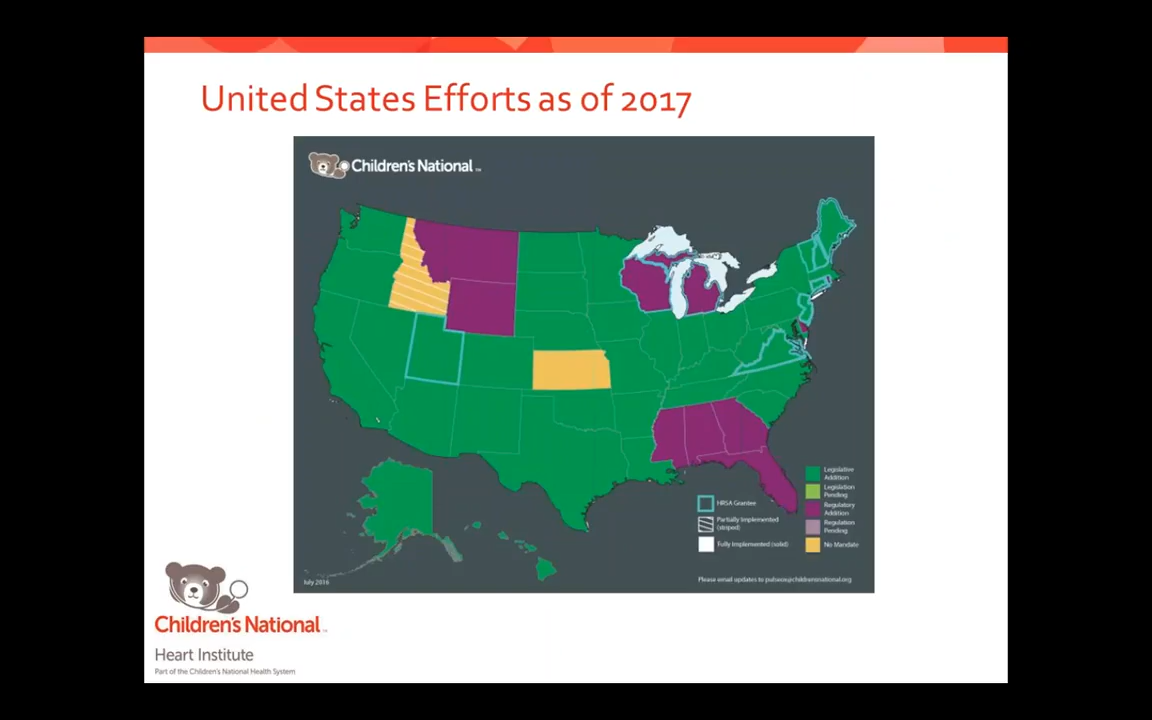 United States Efforts as of 2017
Children's National ™
HRSA Grantee
Partially Implemented
(striped)
Fully Implemented (solid)
Legislative
Addition
Legislation
Pending
Regulatory
Addition
Regulation
Pending
No Mandate
July 2016
Please email updates to pulseox@childrensnational.org
Children's National ™
Heart Institute
Part of the Children's National Health System